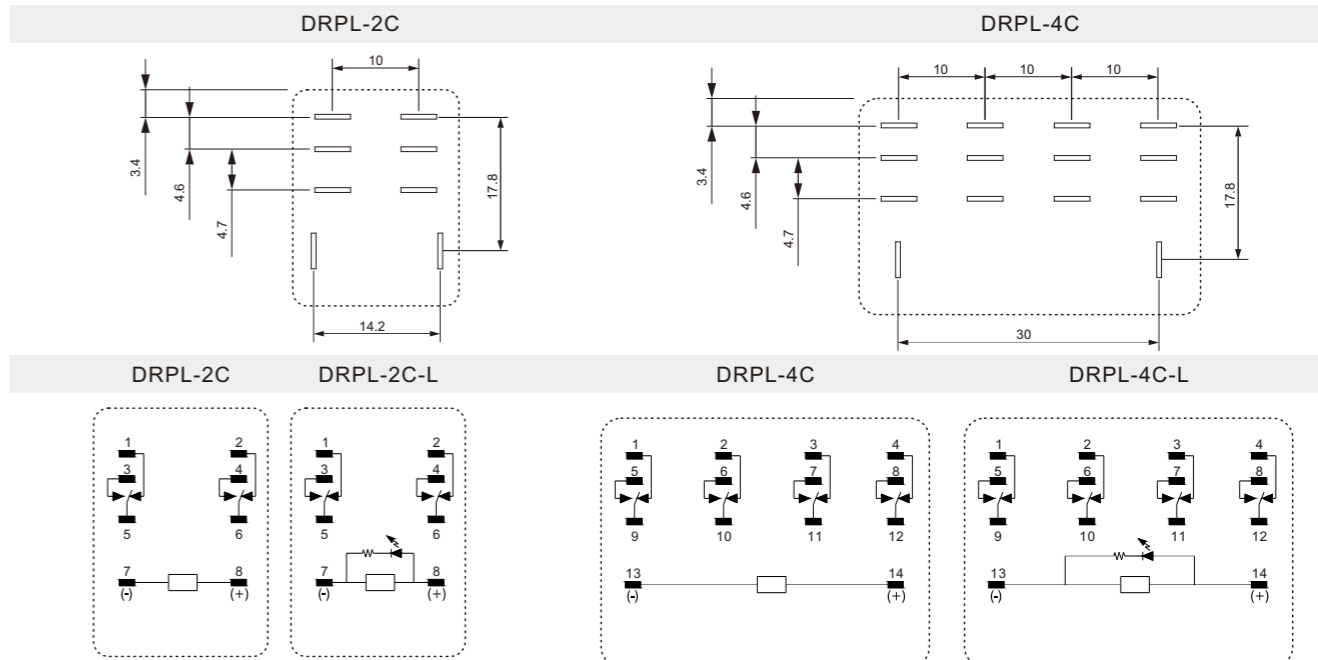 DRPL-2C DRPL-4C
10 10 10 10
3.4 4.6 4.7 17.8 3.4 4.6 4.7 17.8
14.2 30
DRPL-2C DRPL-2C-L DRPL-4C DRPL-4C-L
1 2 1 2 1 2 3 4 1 2 3 4
3 4 3 4 5 6 7 8 5 6 7 8
5 6 5 6 9 10 11 12 9 10 11 12
7 8 7 8 13 14 13 14
(-) (+) (-) (+) (-) (+) (-) (+)